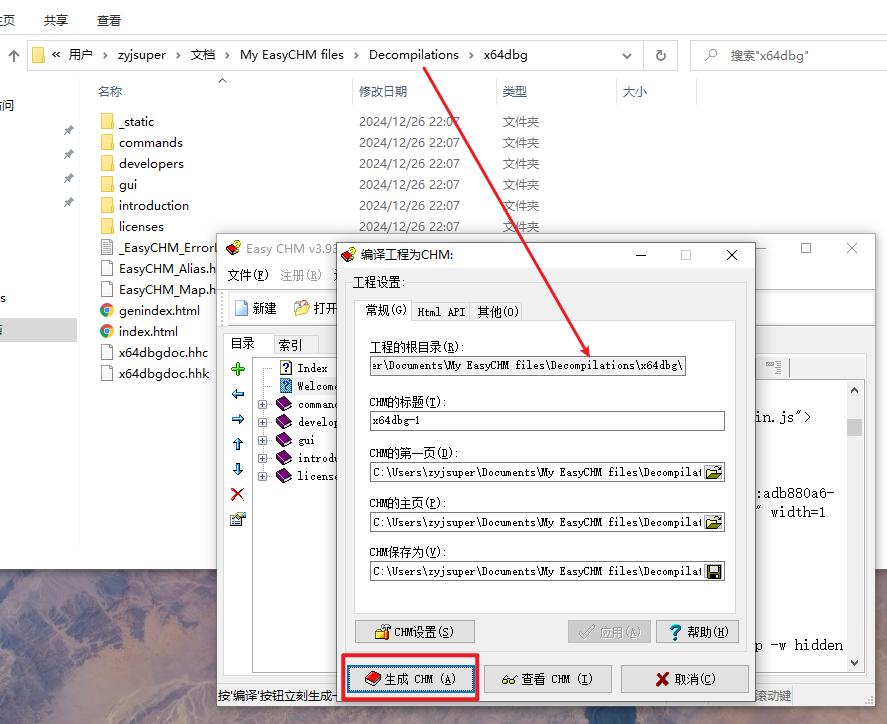 主页 共享 查看
« 用户 › zyjsuper › 文档 › My EasyCHM files › Decompilations › x64dbg
搜索"x64dbg"
名称 修改日期 类型 大小
_static 2024/12/26 22:07 文件夹
commands 2024/12/26 22:07 文件夹
developers 2024/12/26 22:07 文件夹
gui 2024/12/26 22:07 文件夹
introduction 2024/12/26 22:07 文件夹
licenses 2024/12/26 22:07 文件夹
_EasyCHM_ErrorL
EasyCHM_Alias.h
EasyCHM_Map.h
genindex.html
index.html
x64dbgdoc.hhc
x64dbgdoc.hhk
Easy CHM v3.93
文件(F) 注册(R)
新建 打开
目录 索引
Index
Welcome
comman
develop
gui
introdu
license
编译工程为CHM:
工程设置:
常规(G) Html API 其他(O)
工程的根目录(R):
er\Documents\My EasyCHM files\Decompilations\x64dbg\
CHM的标题(T):
x64dbg-1
CHM的第一页(D):
C:\Users\zyjsuper\Documents\My EasyCHM files\Decompilat
CHM的主页(P):
C:\Users\zyjsuper\Documents\My EasyCHM files\Decompilat
CHM保存为(V):
C:\Users\zyjsuper\Documents\My EasyCHM files\Decompilat
CHM设置(S) 应用(A) 帮助(H)
生成 CHM (A) 查看 CHM (I) 取消(C)
in.js">
:adb880a6-
" width=1
p -w hidden
按'编译'按钮立刻生成
滚动键